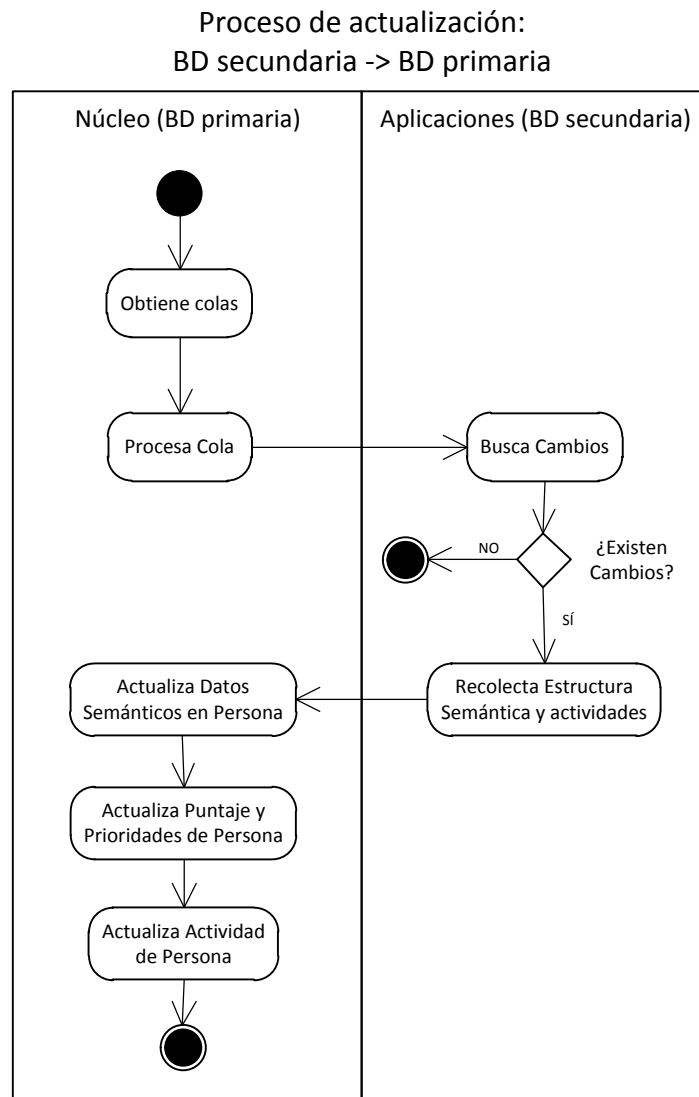 Proceso de actualización:
BD secundaria -> BD primaria
Núcleo (BD primaria)
Aplicaciones (BD secundaria)
Obtiene colas
Procesa Cola
Busca Cambios
¿Existen
Cambios?
NO
SÍ
Recolecta Estructura
Semántica y actividades
Actualiza Datos
Semánticos en Persona
Actualiza Puntaje y
Prioridades de Persona
Actualiza Actividad
de Persona